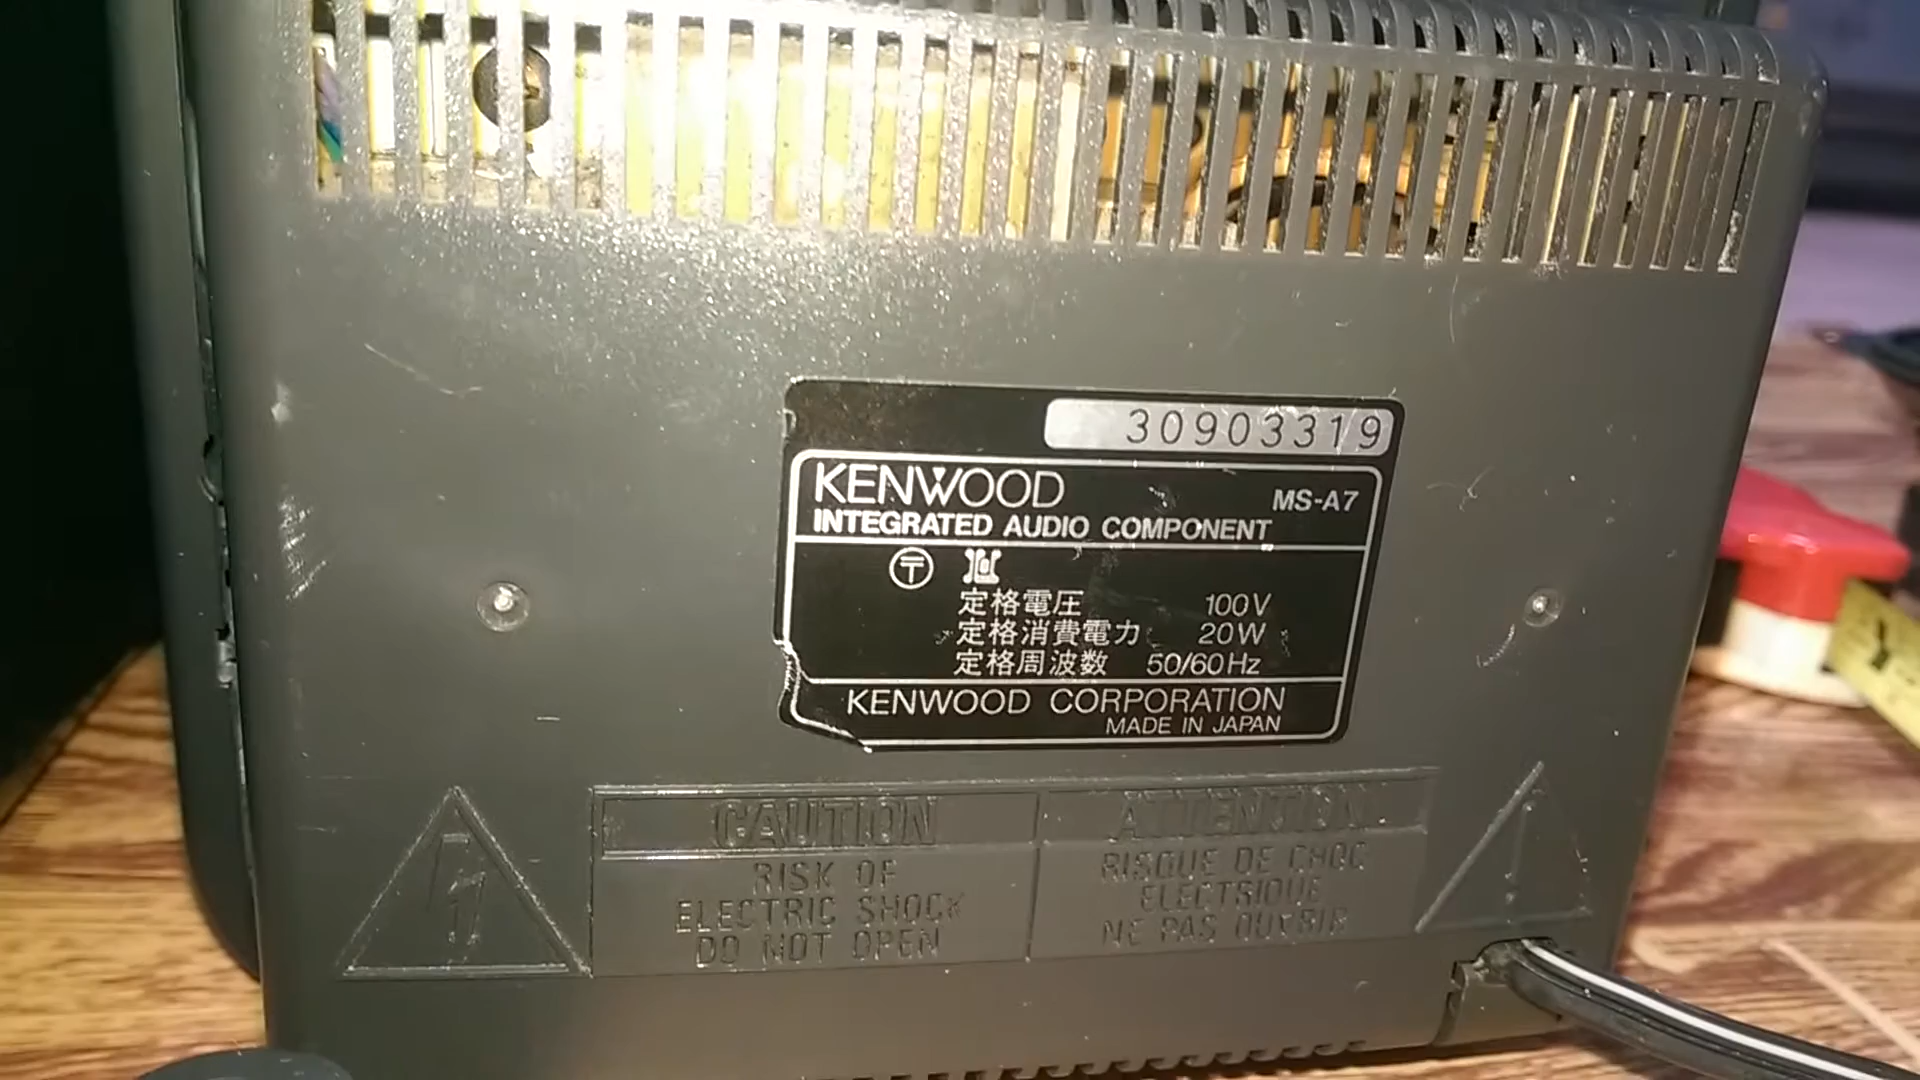 30903319
KENWOOD MS-A7
INTEGRATED AUDIO COMPONENT
〒
定格電圧 100V
定格消費電力 20W
定格周波数 50/60Hz
KENWOOD CORPORATION
MADE IN JAPAN
CAUTION
RISK OF
ELECTRIC SHOCK
DO NOT OPEN
ATTENTION
RISQUE DE CHOC
ELECTRIQUE
NE PAS OUVRIR